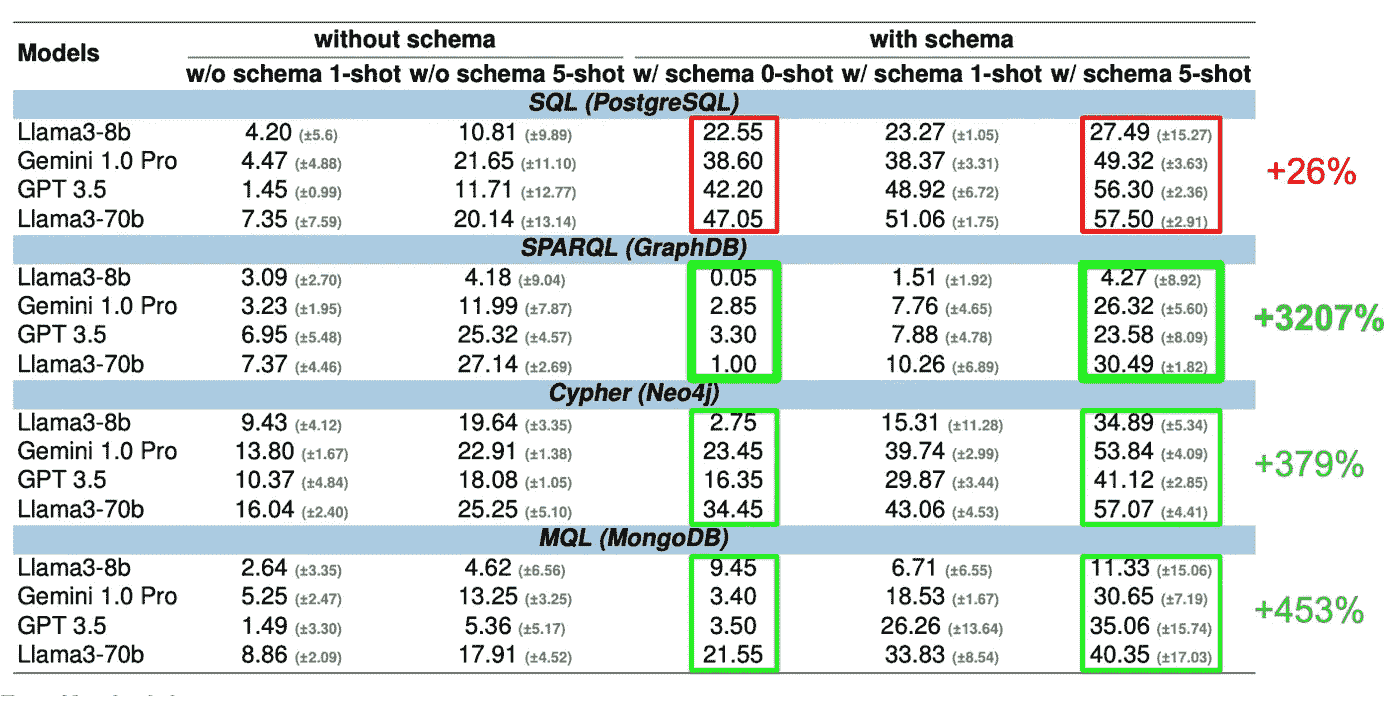 Models without schema with schema
w/o schema 1-shot w/o schema 5-shot w/ schema 0-shot w/ schema 1-shot w/ schema 5-shot
SQL (PostgreSQL)
Llama3-8b 4.20 (±5.6) 10.81 (±9.89) 22.55 23.27 (±1.05) 27.49 (±15.27)
Gemini 1.0 Pro 4.47 (±4.88) 21.65 (±11.10) 38.60 38.37 (±3.31) 49.32 (±3.63)
+26%
GPT 3.5 1.45 (±0.99) 11.71 (±12.77) 42.20 48.92 (±6.72) 56.30 (±2.36)
Llama3-70b 7.35 (±7.59) 20.14 (±13.14) 47.05 51.06 (±1.75) 57.50 (±2.91)
SPARQL (GraphDB)
Llama3-8b 3.09 (±2.70) 4.18 (±9.04) 0.05 1.51 (±1.92) 4.27 (±8.92)
Gemini 1.0 Pro 3.23 (±1.95) 11.99 (±7.87) 2.85 7.76 (±4.65) 26.32 (±5.60)
+3207%
GPT 3.5 6.95 (±5.48) 25.32 (±4.57) 3.30 7.88 (±4.78) 23.58 (±8.09)
Llama3-70b 7.37 (±4.46) 27.14 (±2.69) 1.00 10.26 (±6.89) 30.49 (±1.82)
Cypher (Neo4j)
Llama3-8b 9.43 (±4.12) 19.64 (±3.35) 2.75 15.31 (±11.28) 34.89 (±5.34)
Gemini 1.0 Pro 13.80 (±1.67) 22.91 (±1.38) 23.45 39.74 (±2.99) 53.84 (±4.09)
+379%
GPT 3.5 10.37 (±4.84) 18.08 (±1.05) 16.35 29.87 (±3.44) 41.12 (±2.85)
Llama3-70b 16.04 (±2.40) 25.25 (±5.10) 34.45 43.06 (±4.53) 57.07 (±4.41)
MQL (MongoDB)
Llama3-8b 2.64 (±3.35) 4.62 (±6.56) 9.45 6.71 (±6.55) 11.33 (±15.06)
Gemini 1.0 Pro 5.25 (±2.47) 13.25 (±3.25) 3.40 18.53 (±1.67) 30.65 (±7.19)
+453%
GPT 3.5 1.49 (±3.30) 5.36 (±5.17) 3.50 26.26 (±13.64) 35.06 (±15.74)
Llama3-70b 8.86 (±2.09) 17.91 (±4.52) 21.55 33.83 (±8.54) 40.35 (±17.03)